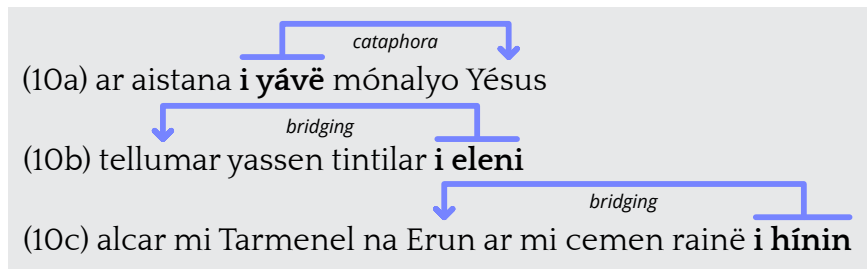 cataphora
(10a) ar aistana i yávë mónalyo Yésus
bridging
(10b) tellumar yassen tintilar i eleni
bridging
(10c) alcar mi Tarmenel na Erun ar mi cemen rainë i hínin